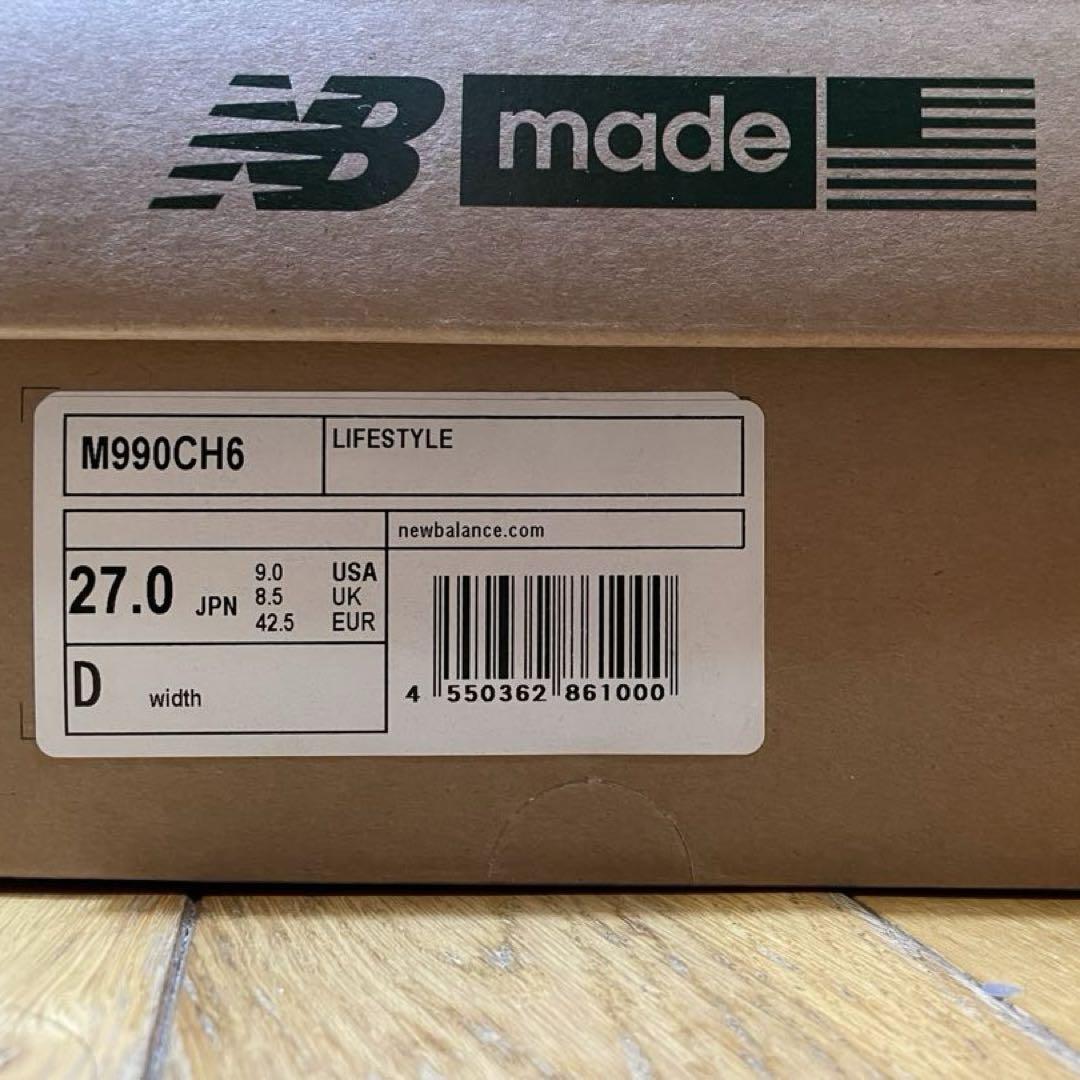 NB made
M990CH6
LIFESTYLE
newbalance.com
27.0 JPN
9.0 USA
8.5 UK
42.5 EUR
D width
4 550362 861000